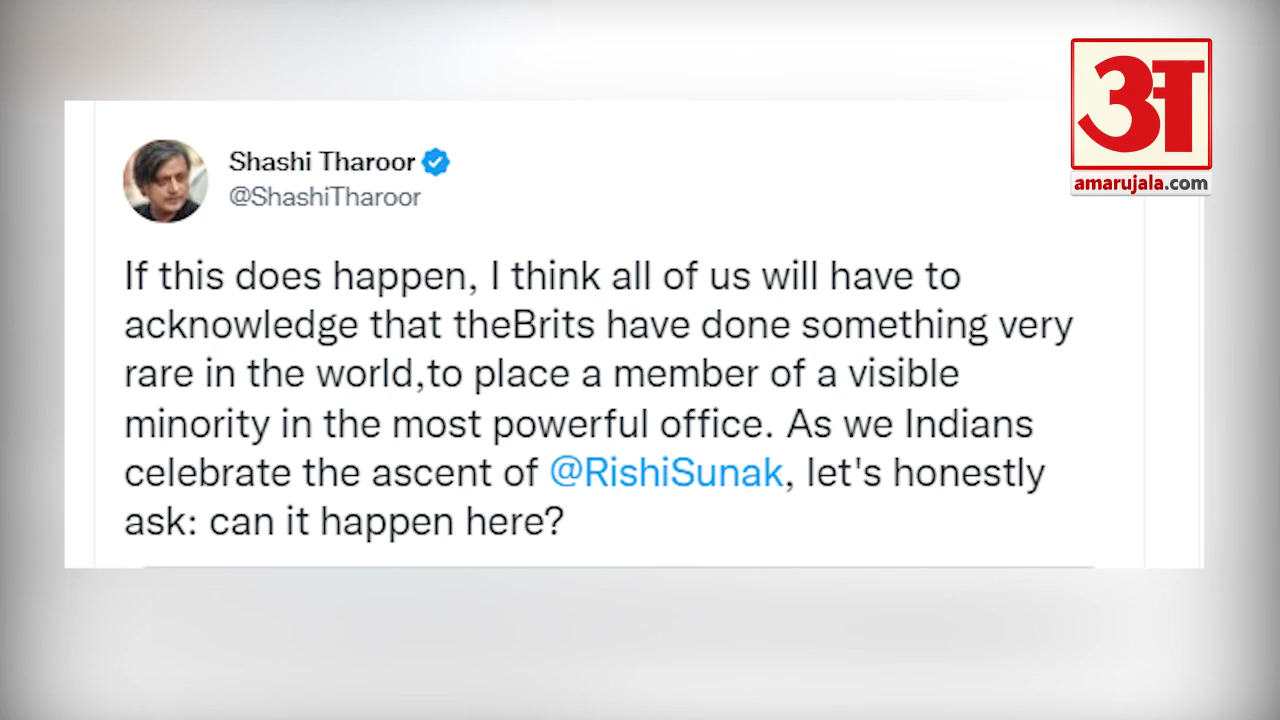 अ
amarujala.com
Shashi Tharoor
@ShashiTharoor
If this does happen, I think all of us will have to
acknowledge that theBrits have done something very
rare in the world,to place a member of a visible
minority in the most powerful office. As we Indians
celebrate the ascent of @RishiSunak, let's honestly
ask: can it happen here?